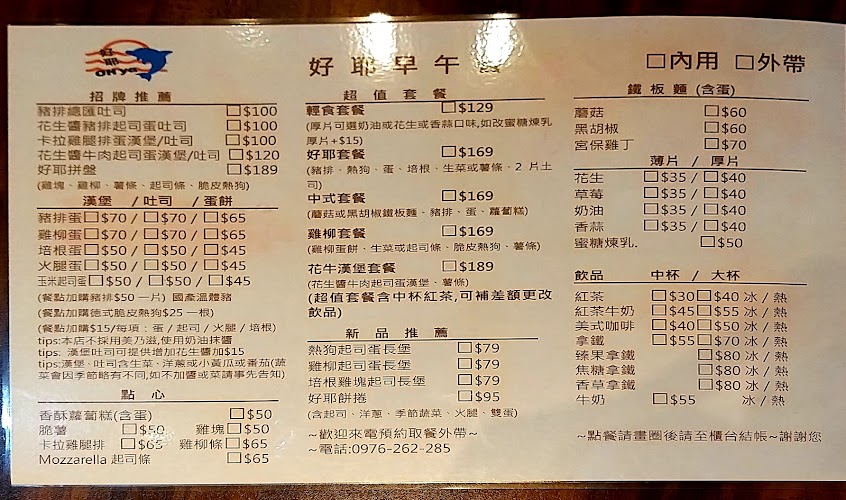 好耶
ONya
好耶早午
□內用 □外帶
招牌推薦
豬排總匯吐司 □$100
花生醬豬排起司蛋吐司 □$100
卡拉雞腿排蛋漢堡/吐司 □$100
花生醬牛肉起司蛋漢堡/吐司 □$120
好耶拼盤 □$189
(雞塊、雞柳、薯條、起司條、脆皮熱狗)
漢堡 /吐司 /蛋餅
豬排蛋□$70 /□$70 /□$65
雞柳蛋□$70 /□$70 /□$65
培根蛋□$50 /□$50 /□$45
火腿蛋□$50 /□$50 /□$45
玉米起司蛋□$50 /□$50 /□$45
(餐點加購豬排$50一片) 國產溫體豬
(餐點加購德式脆皮熱狗$25一根)
(餐點加購$15/每項：蛋/起司/火腿/培根)
tips:本店不採用美乃滋,使用奶油抹醬
tips: 漢堡吐司可提供增加花生醬加$15
tips:漢堡、吐司含生菜、洋蔥或小黃瓜或番茄(蔬
菜會因季節略有不同,如不加醬或菜請事先告知)
點心
香酥蘿蔔糕(含蛋) □$50
脆薯 □$50 雞塊□$50
卡拉雞腿排 □$65 雞柳條□$65
Mozzarella 起司條 □$65
超值套餐
輕食套餐 □$129
(厚片可選奶油或花生或香蒜口味,如改蜜糖煉乳
厚片+$15)
好耶套餐 □$169
(豬排、熱狗、蛋、培根、生菜或薯條、2 片土
司)
中式套餐 □$169
(蘑菇或黑胡椒鐵板麵、豬排、蛋、蘿蔔糕)
雞柳套餐 □$169
(雞柳蛋餅、生菜或起司條、脆皮熱狗、薯條)
花牛漢堡套餐 □$189
(花生醬牛肉起司蛋漢堡、薯條)
(超值套餐含中杯紅茶,可補差額更改
飲品)
新品推薦
熱狗起司蛋長堡 □$79
雞柳起司蛋長堡 □$79
培根雞塊起司長堡 □$79
好耶餅捲 □$95
(含起司、洋蔥、季節蔬菜、火腿、雙蛋)
~歡迎來電預約取餐外帶~
~電話:0976-262-285
鐵板麵(含蛋)
蘑菇 □$60
黑胡椒 □$60
宮保雞丁 □$70
薄片 / 厚片
花生 □$35 /□$40
草莓 □$35 /□$40
奶油 □$35 /□$40
香蒜 □$35 /□$40
蜜糖煉乳. □$50
飲品 中杯 / 大杯
紅茶 □$30□$40 冰/熱
紅茶牛奶 □$45□$55 冰/熱
美式咖啡 □$40□$50 冰/熱
拿鐵 □$55□$70 冰/熱
臻果拿鐵 □$80 冰/熱
焦糖拿鐵 □$80 冰/熱
香草拿鐵 □$80 冰/熱
牛奶 □$55 冰/熱
~點餐請畫圈後請至櫃台結帳~謝謝您